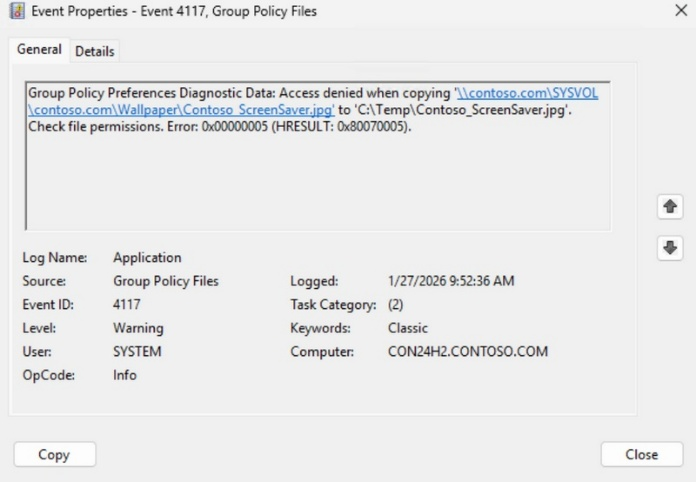 Event Properties - Event 4117, Group Policy Files
General Details
Group Policy Preferences Diagnostic Data: Access denied when copying '\\contoso.com\SYSVOL
\contoso.com\Wallpaper\Contoso_ScreenSaver.jpg' to 'C:\Temp\Contoso_ScreenSaver.jpg'.
Check file permissions. Error: 0x00000005 (HRESULT: 0x80070005).
Log Name: Application
Source: Group Policy Files Logged: 1/27/2026 9:52:36 AM
Event ID: 4117 Task Category: (2)
Level: Warning Keywords: Classic
User: SYSTEM Computer: CON24H2.CONTOSO.COM
OpCode: Info
Copy Close